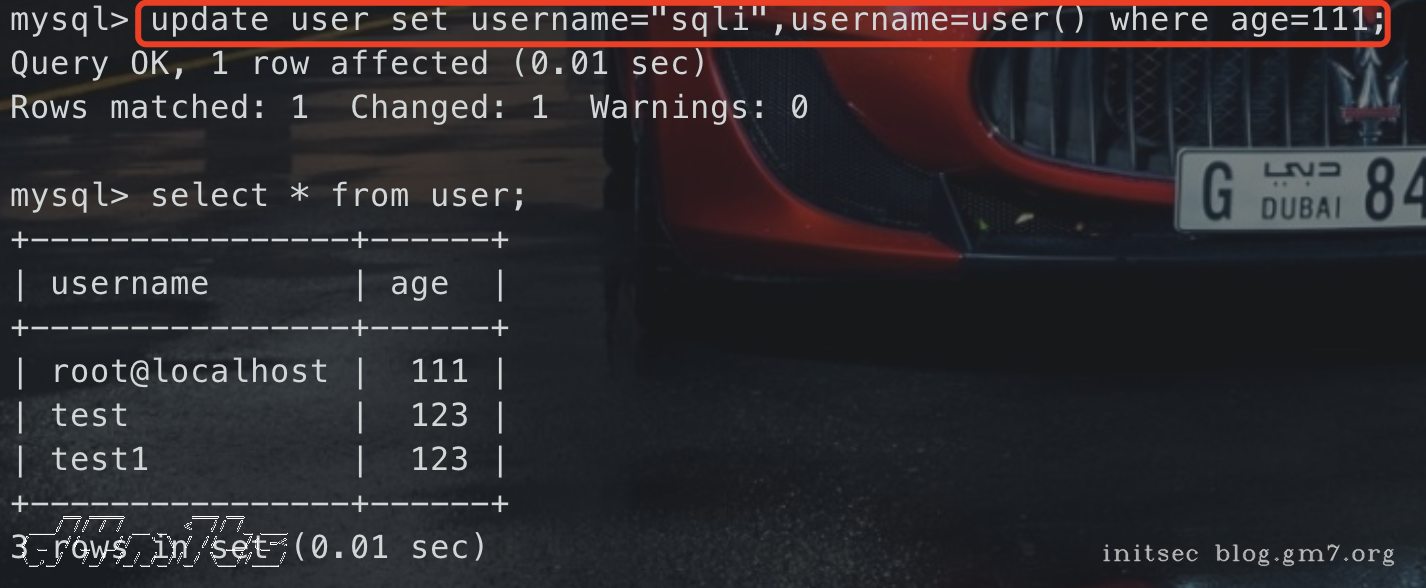 mysql> update user set username="sqli",username=user() where age=111;
Query OK, 1 row affected (0.01 sec)
Rows matched: 1  Changed: 1  Warnings: 0
mysql> select * from user;
+----------------+------+
| username       | age  |
+----------------+------+
| root@localhost |  111 |
| test           |  123 |
| test1          |  123 |
+----------------+------+
3 rows in set (0.01 sec)
G دبي DUBAI 84
initsec blog.gm7.org